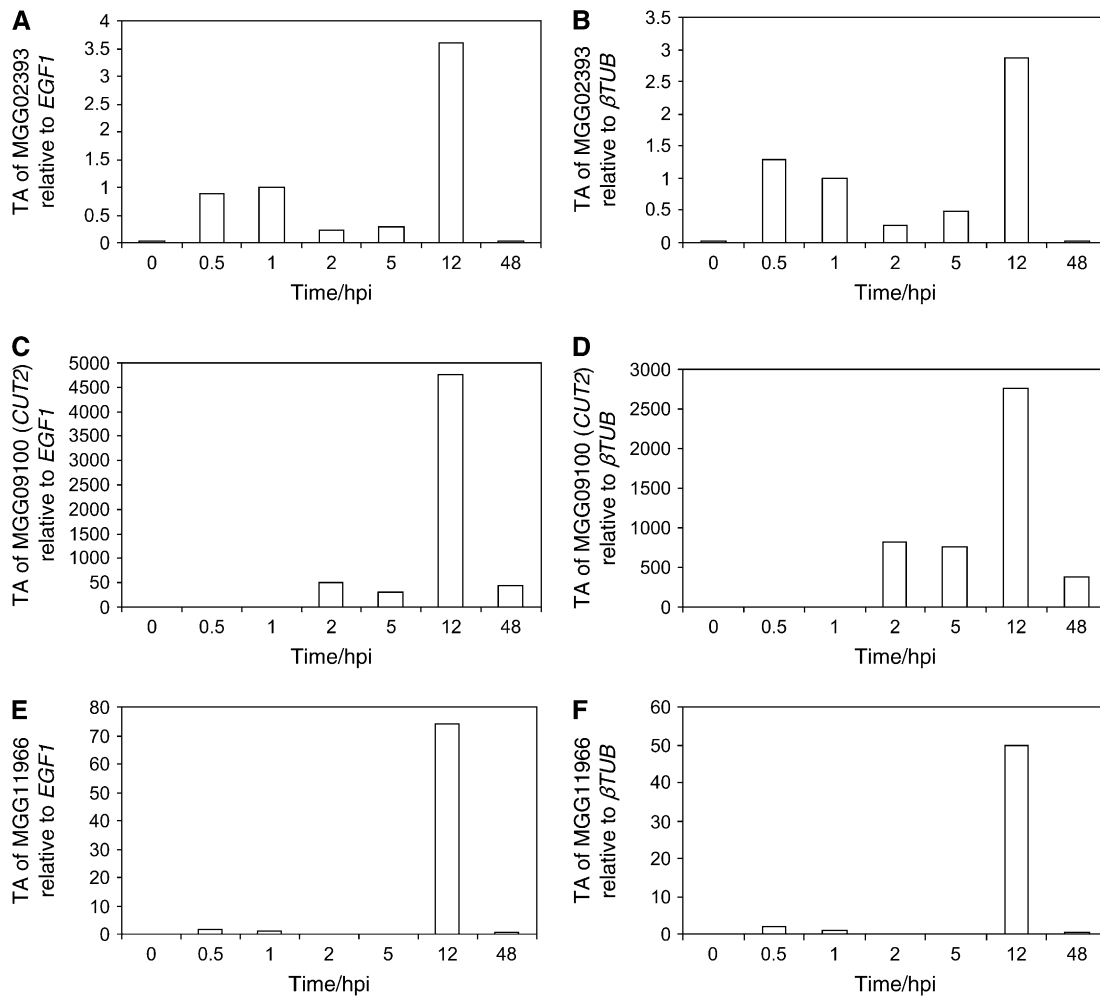 A
TA of MGG02393
relative to EGF1
4
3.5
3
2.5
2
1.5
1
0.5
0
0 0.5 1 2 5 12 48
Time/hpi
B
TA of MGG02393
relative to βTUB
3.5
3
2.5
2
1.5
1
0.5
0
0 0.5 1 2 5 12 48
Time/hpi
C
TA of MGG09100 (CUT2)
relative to EGF1
5000
4500
4000
3500
3000
2500
2000
1500
1000
50
0
0 0.5 1 2 5 12 48
Time/hpi
D
TA of MGG09100 (CUT2)
relative to βTUB
3000
2500
2000
1500
1000
500
0
0 0.5 1 2 5 12 48
Time/hpi
E
TA of MGG11966
relative to EGF1
80
70
60
50
40
30
20
10
0
0 0.5 1 2 5 12 48
Time/hpi
F
TA of MGG11966
relative to βTUB
60
50
40
30
20
10
0
0 0.5 1 2 5 12 48
Time/hpi